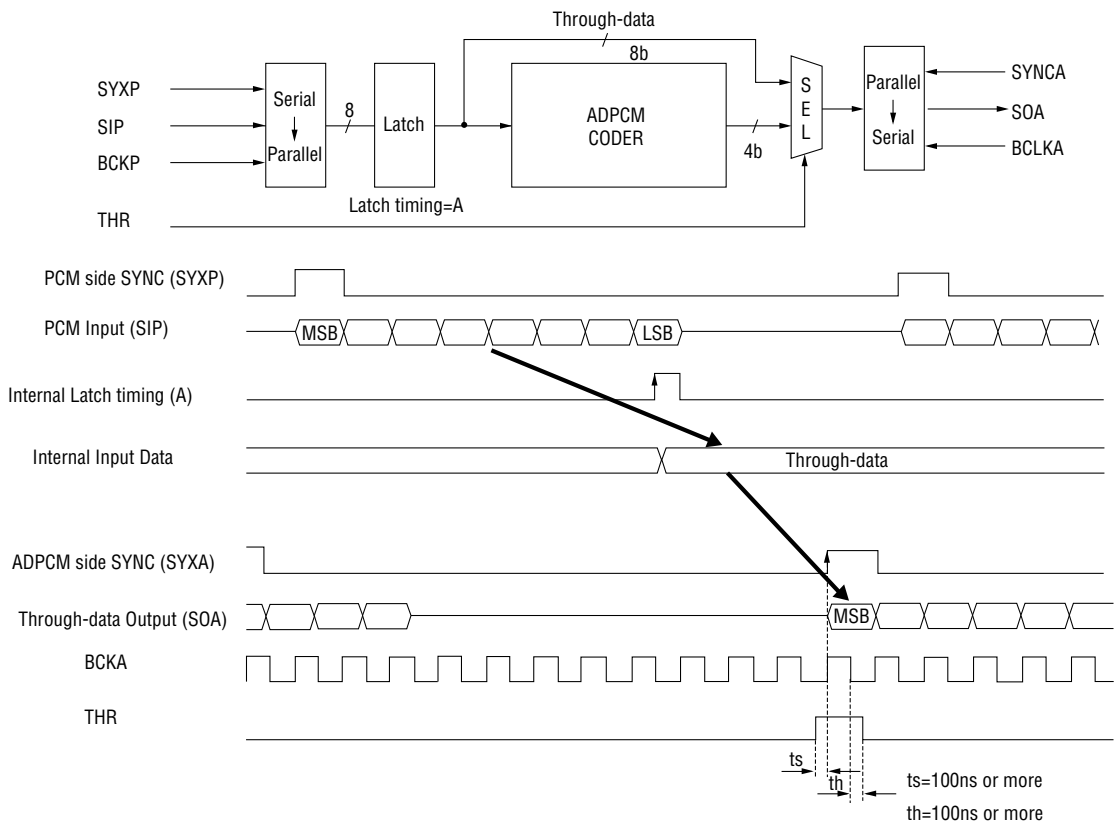 Through-data
8b
SYXP
SIP
BCKP
THR
Serial
Parallel
8
Latch
Latch timing=A
ADPCM
CODER
4b
S
E
L
Parallel
Serial
SYNCA
SOA
BCLKA
PCM side SYNC (SYXP)
PCM Input (SIP)
MSB
LSB
Internal Latch timing (A)
Internal Input Data
Through-data
ADPCM side SYNC (SYXA)
Through-data Output (SOA)
MSB
BCKA
THR
ts
th
ts=100ns or more
th=100ns or more